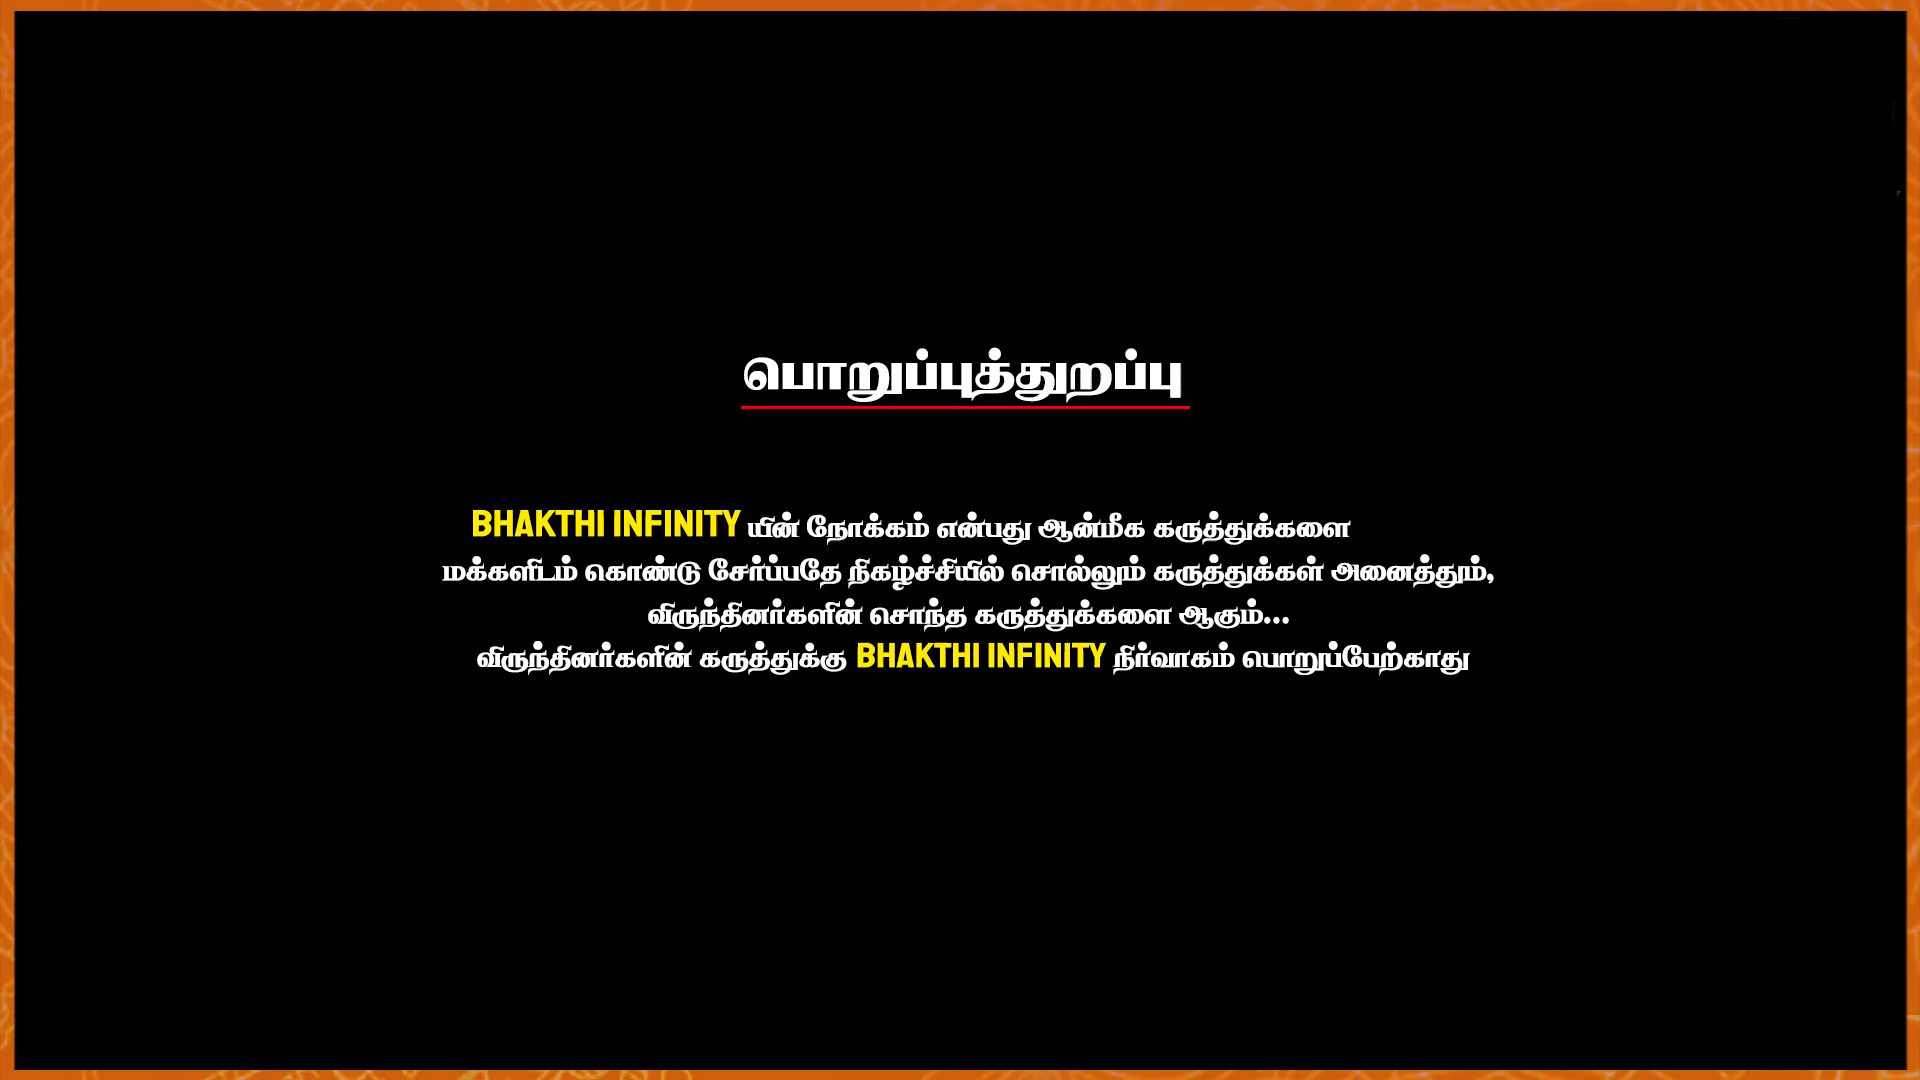 பொறுப்புத்துறப்பு
BHAKTHI INFINITY யின் நோக்கம் என்பது ஆன்மீக கருத்துக்களை
மக்களிடம் கொண்டு சேர்ப்பதே நிகழ்ச்சியில் சொல்லும் கருத்துக்கள் அனைத்தும்,
விருந்தினர்களின் சொந்த கருத்துக்களை ஆகும்...
விருந்தினர்களின் கருத்துக்கு BHAKTHI INFINITY நிர்வாகம் பொறுப்பேற்காது